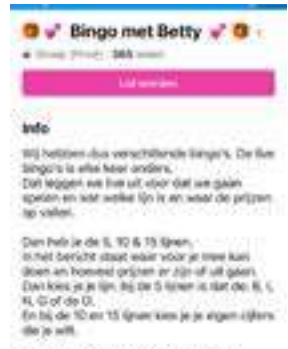 Bingo met Betty
Groep (Privé) · 365 leden
Lid worden
Info
Wij hebben dus verschillende bingo's. De live
bingo's is elke keer anders.
Dat leggen we live uit voor dat we gaan
spelen en wat welke lijn is en waar de prijzen
op vallen.
Dan heb je de 5, 10 & 15 lijnen.
In het bericht staat waar voor je mee kan
doen en hoeveel prijzen er zijn of uit gaan.
Dan kies je je lijn. Bij de 5 lijnen is dat de: B, I,
N, G of de O.
En bij de 10 en 15 lijnen kies je je eigen cijfers
die je wilt.